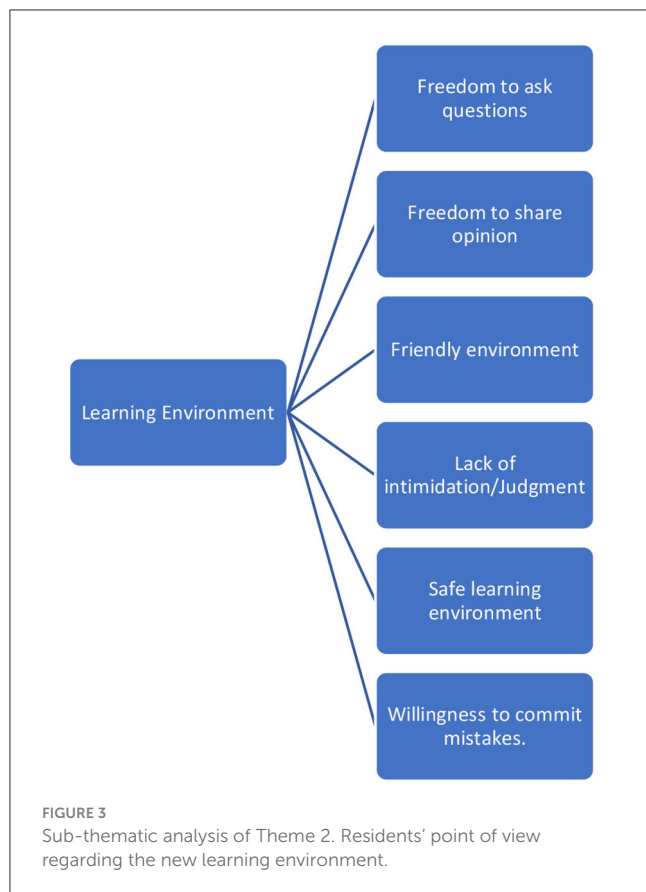 Freedom to ask
questions
Freedom to share
opinion
Friendly environment
Learning Environment
Lack of
intimidation/Judgment
Safe learning
environment
Willingness to commit
mistakes.
FIGURE 3
Sub-thematic analysis of Theme 2. Residents' point of view
regarding the new learning environment.